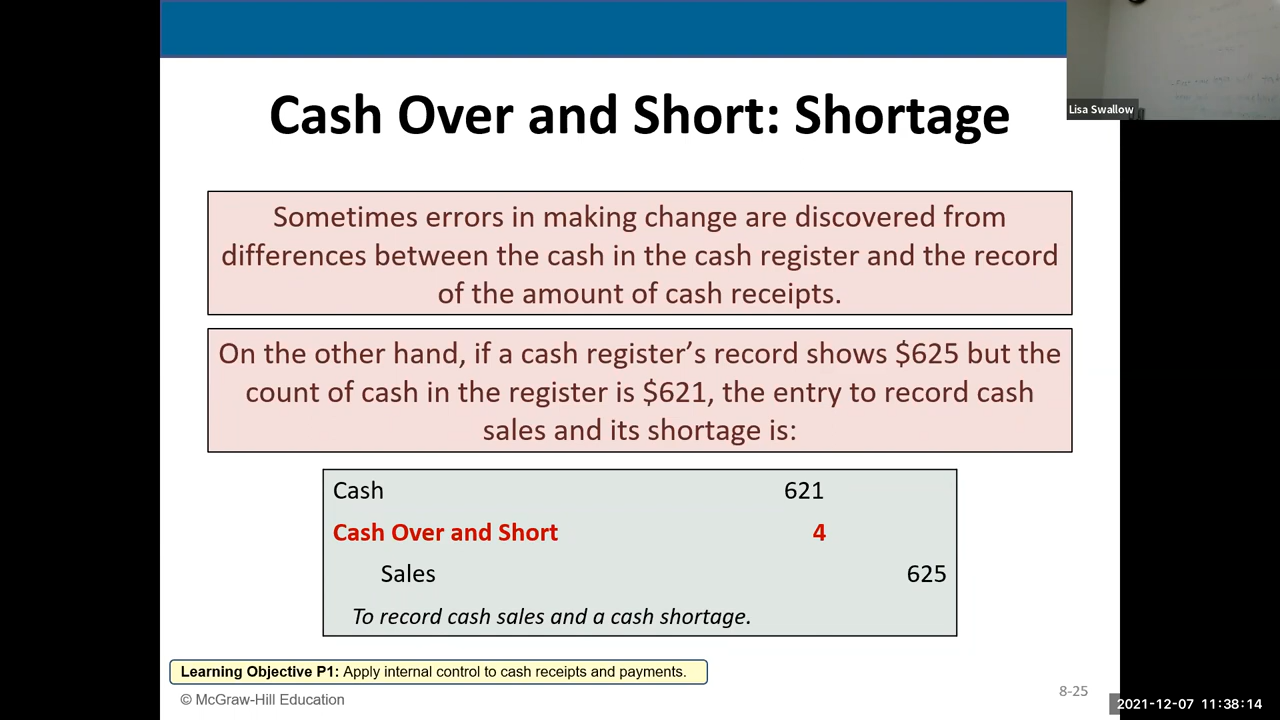 Cash Over and Short: Shortage
Lisa Swallow
Sometimes errors in making change are discovered from
differences between the cash in the cash register and the record
of the amount of cash receipts.
On the other hand, if a cash register’s record shows $625 but the
count of cash in the register is $621, the entry to record cash
sales and its shortage is:
Cash 621
Cash Over and Short 4
Sales 625
To record cash sales and a cash shortage.
Learning Objective P1: Apply internal control to cash receipts and payments.
© McGraw-Hill Education
8-25
2021-12-07 11:38:14